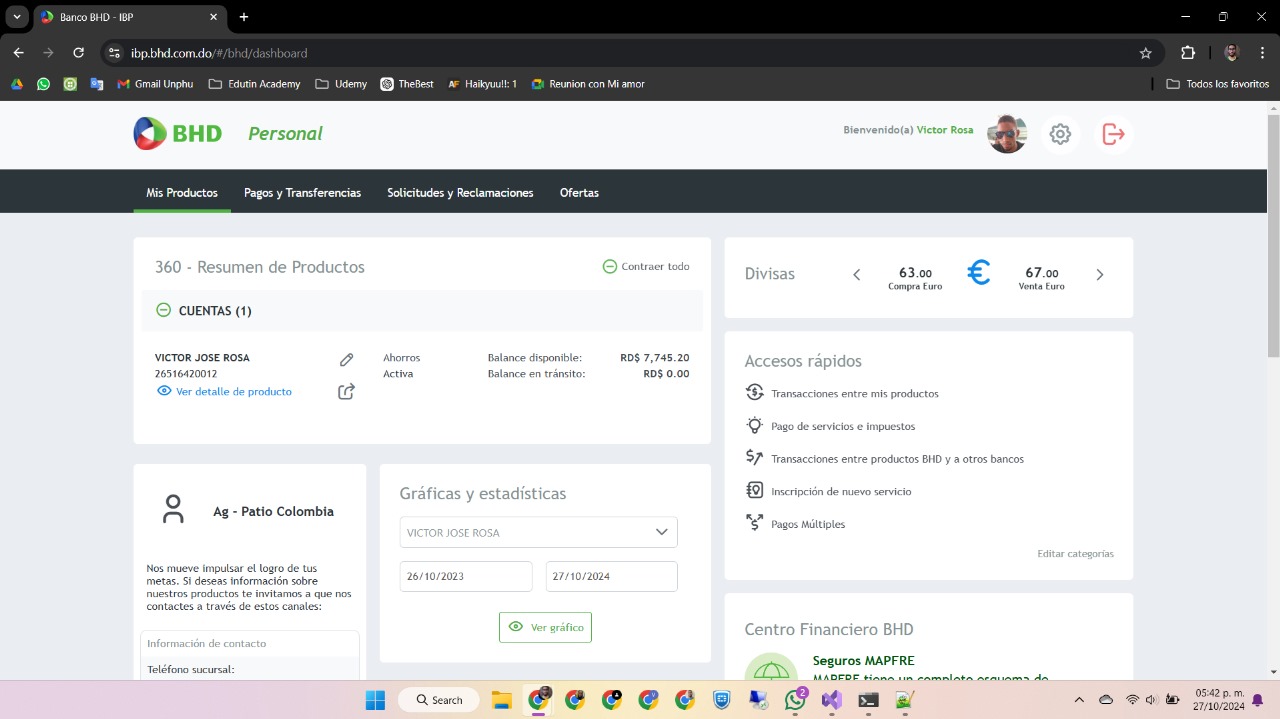 Banco BHD - IBP
ibp.bhd.com.do/#/bhd/dashboard
Gmail Unphu
Edutin Academy
Udemy
TheBest
Haikyu!!: 1
Reunion con Mi amor
Todos los favoritos
BHD Personal
Bienvenido(a) Victor Rosa
Mis Productos
Pagos y Transferencias
Solicitudes y Reclamaciones
Ofertas
360 - Resumen de Productos
Contraer todo
CUENTAS (1)
VICTOR JOSE ROSA
Ahorros
Balance disponible:
RD$ 7,745.20
26516420012
Activa
Balance en tránsito:
RD$ 0.00
Ver detalle de producto
Divisas
63.00
Compra Euro
€
67.00
Venta Euro
Accesos rápidos
Transacciones entre mis productos
Pago de servicios e impuestos
Transacciones entre productos BHD y a otros bancos
Inscripción de nuevo servicio
Pagos Múltiples
Editar categorías
Ag - Patio Colombia
Nos mueve impulsar el logro de tus
metas. Si deseas información sobre
nuestros productos te invitamos a que nos
contactes a través de estos canales:
Información de contacto
Teléfono sucursal:
Gráficas y estadísticas
VICTOR JOSE ROSA
26/10/2023
27/10/2024
Ver gráfico
Centro Financiero BHD
Seguros MAPFRE
MAPFRE tiene un completo esquema de
Search
2
05:42 p. m.
27/10/2024